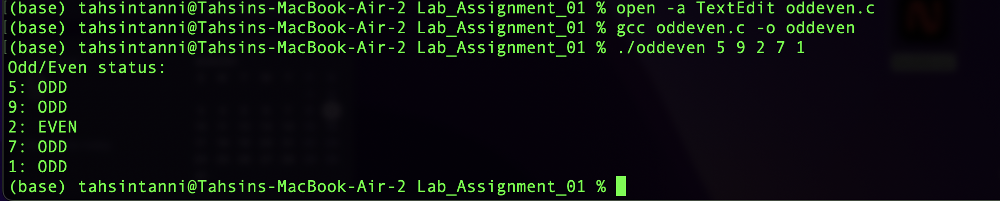 (base) tahsintanni@Tahsins-MacBook-Air-2 Lab_Assignment_01 % open -a TextEdit oddeven.c
[(base) tahsintanni@Tahsins-MacBook-Air-2 Lab_Assignment_01 % gcc oddeven.c -o oddeven
[(base) tahsintanni@Tahsins-MacBook-Air-2 Lab_Assignment_01 % ./oddeven 5 9 2 7 1
Odd/Even status:
5: ODD
9: ODD
2: EVEN
7: ODD
1: ODD
(base) tahsintanni@Tahsins-MacBook-Air-2 Lab_Assignment_01 %